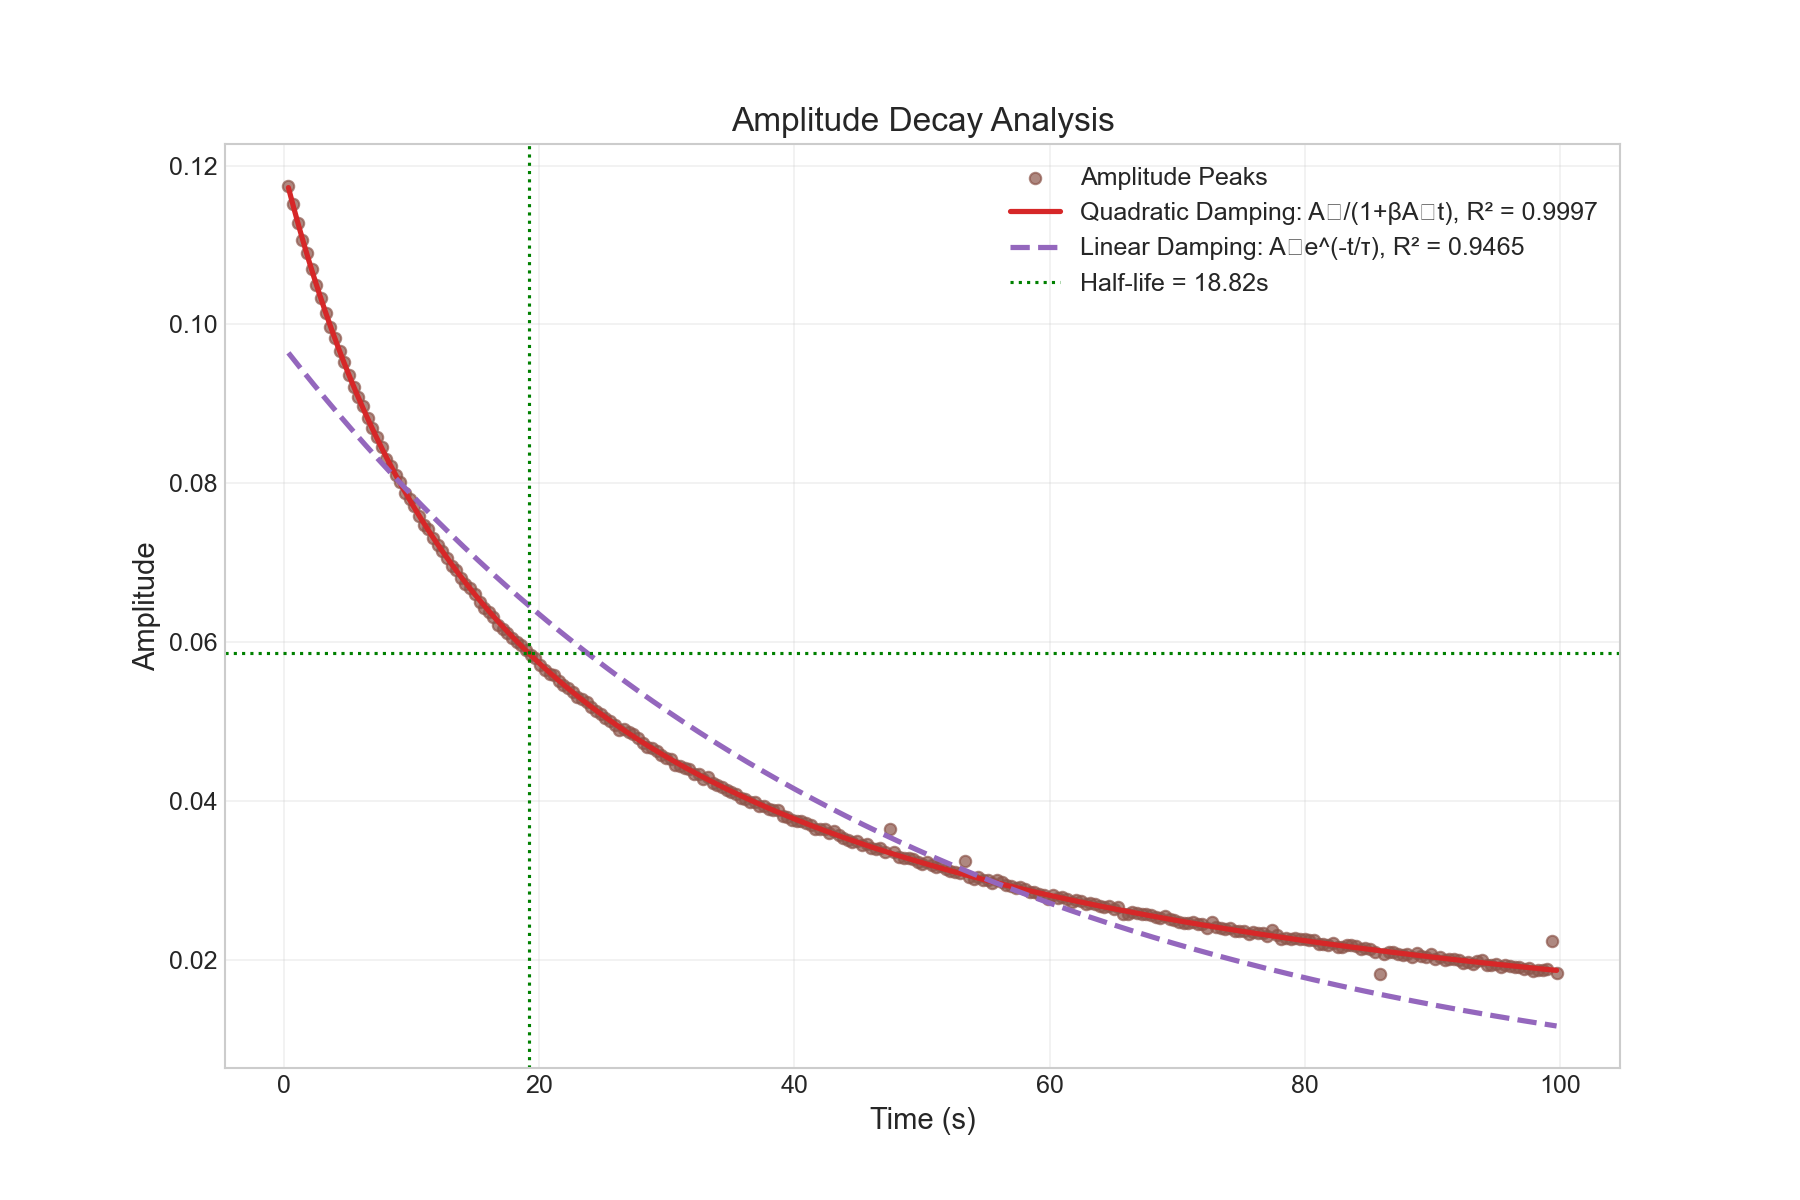 Amplitude Decay Analysis
Amplitude Peaks
Quadratic Damping: A□/(1+βA□t), R² = 0.9997
Linear Damping: A□e^(-t/τ), R² = 0.9465
Half-life = 18.82s
0.12
0.10
0.08
0.06
0.04
0.02
Amplitude
0 20 40 60 80 100
Time (s)